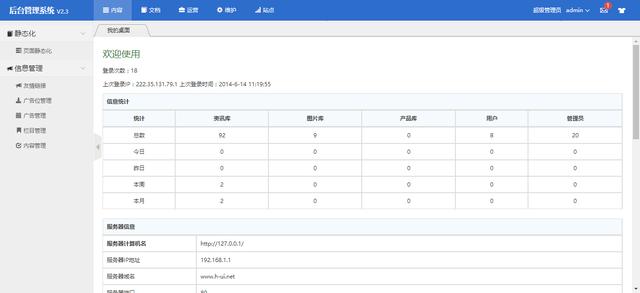 后台管理系统 V2.3 内容 文档 运营 维护 站点 超级管理员 admin 1
静态化
页面静态化
信息管理
友情链接
广告位管理
广告管理
栏目管理
内容管理
我的桌面
欢迎使用
登录次数：18
上次登录IP：222.35.131.79.1 上次登录时间：2014-6-14 11:19:55
信息统计
统计 资讯库 图片库 产品库 用户 管理员
总数 92 9 0 8 20
今日 0 0 0 0 0
昨日 0 0 0 0 0
本周 2 0 0 0 0
本月 2 0 0 0 0
服务器信息
服务器计算机名 http://127.0.0.1/
服务器IP地址 192.168.1.1
服务器域名 www.h-ui.net